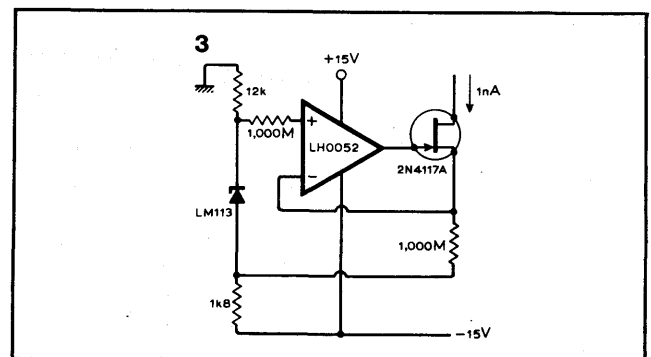 3
+15V
12k
1nA
1,000M
+
LH0052
−
2N4117A
LM113
1,000M
1k8
−15V